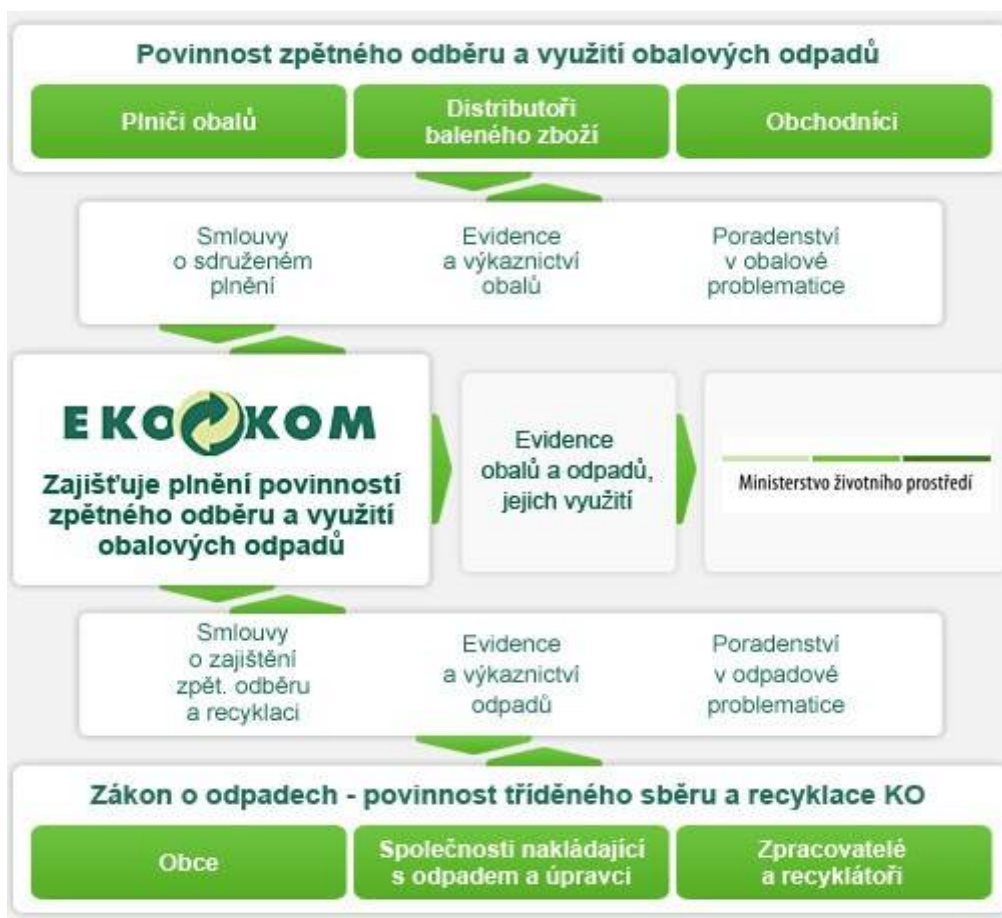 Povinnost zpětného odběru a využití obalových odpadů
Plniči obalů
Distributoři
baleného zboží
Obchodníci
Smlouvy
o sdruženém
plnění
Evidence
a výkaznictví
obalů
Poradenství
v obalové
problematice
EKO KOM
Zajišťuje plnění povinností
zpětného odběru a využití
obalových odpadů
Evidence
obalů a odpadů,
jejich využití
Ministerstvo životního prostředí
Smlouvy
o zajištění
zpět. odběru
a recyklaci
Evidence
a výkaznictví
odpadů
Poradenství
v odpadové
problematice
Zákon o odpadech - povinnost tříděného sběru a recyklace KO
Obce
Společnosti nakládající
s odpadem a úpravci
Zpracovatelé
a recyklátoři